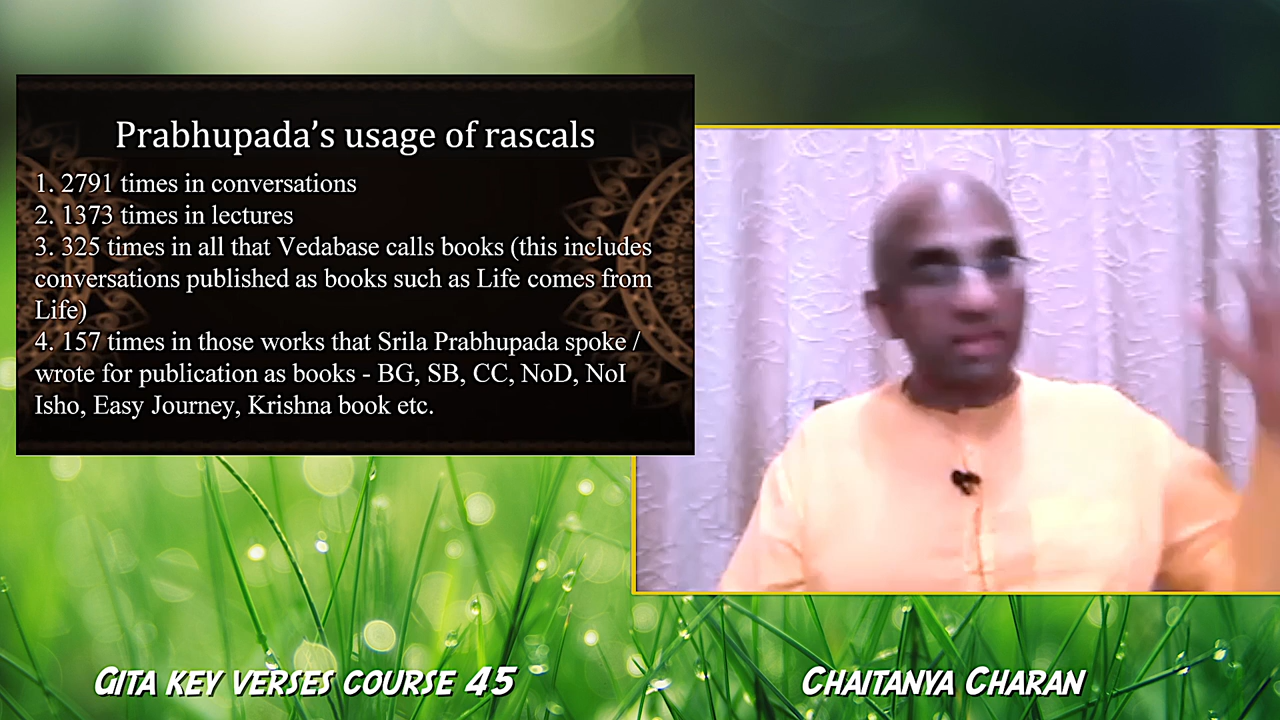 Prabhupada’s usage of rascals
1. 2791 times in conversations
2. 1373 times in lectures
3. 325 times in all that Vedabase calls books (this includes
conversations published as books such as Life comes from
Life)
4. 157 times in those works that Srila Prabhupada spoke /
wrote for publication as books - BG, SB, CC, NoD, NoI
Isho, Easy Journey, Krishna book etc.
Gita key verses course 45
Chaitanya Charan